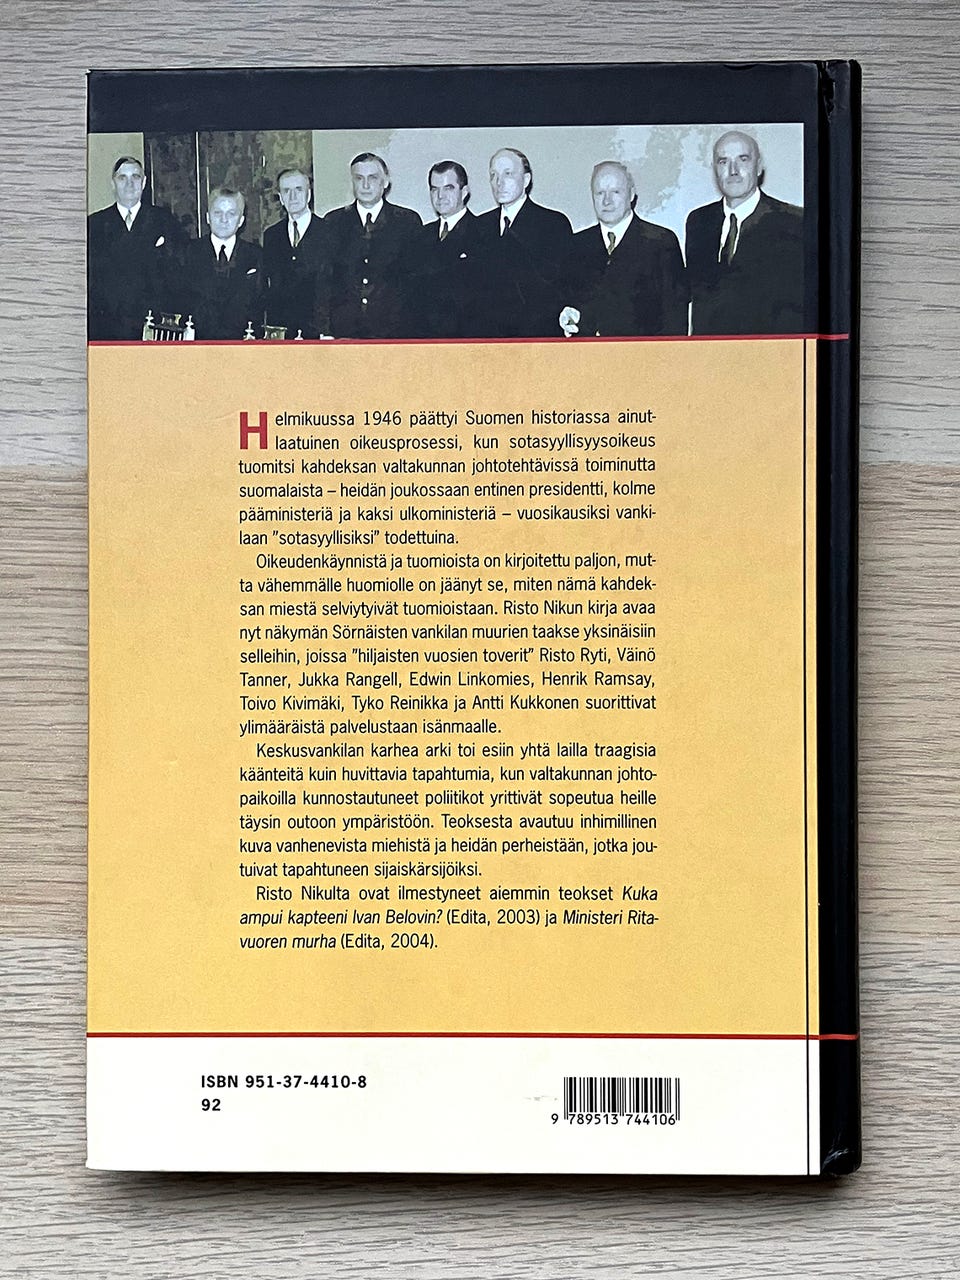 Helmikuussa 1946 päättyi Suomen historiassa ainut-
laatuinen oikeusprosessi, kun sotasyyllisyysoikeus
tuomitsi kahdeksan valtakunnan johtotehtävissä toiminutta
suomalaista – heidän joukossaan entinen presidentti, kolme
pääministeriä ja kaksi ulkoministeriä – vuosikausiksi vanki-
laan ”sotasyyllisiksi” todettuina.
Oikeudenkäynnistä ja tuomioista on kirjoitettu paljon, mut-
ta vähemmälle huomiolle on jäänyt se, miten nämä kahdek-
san miestä selviytyivät tuomioistaan. Risto Nikun kirja avaa
nyt näkymän Sörnäisten vankilan muurien taakse yksinäisiin
selleihin, joissa ”hiljaisten vuosien toverit” Risto Ryti, Väinö
Tanner, Jukka Rangell, Edwin Linkomies, Henrik Ramsay,
Toivo Kivimäki, Tyko Reinikka ja Antti Kukkonen suorittivat
ylimääräistä palvelustaan isänmaalle.
Keskusvankilan karhea arki toi esiin yhtä lailla traagisia
käänteitä kuin huvittavia tapahtumia, kun valtakunnan johto-
paikoilla kunnostautuneet poliitikot yrittivät sopeutua heille
täysin outoon ympäristöön. Teoksesta avautuu inhimillinen
kuva vanhenevista miehistä ja heidän perheistään, jotka jou-
tuivat tapahtuneen sijaiskärsijöiksi.
Risto Nikulta ovat ilmestyneet aiemmin teokset Kuka
ampui kapteeni Ivan Belovin? (Edita, 2003) ja Ministeri Rita-
vuoren murha (Edita, 2004).
ISBN 951-37-4410-8
92
9 789513 744106